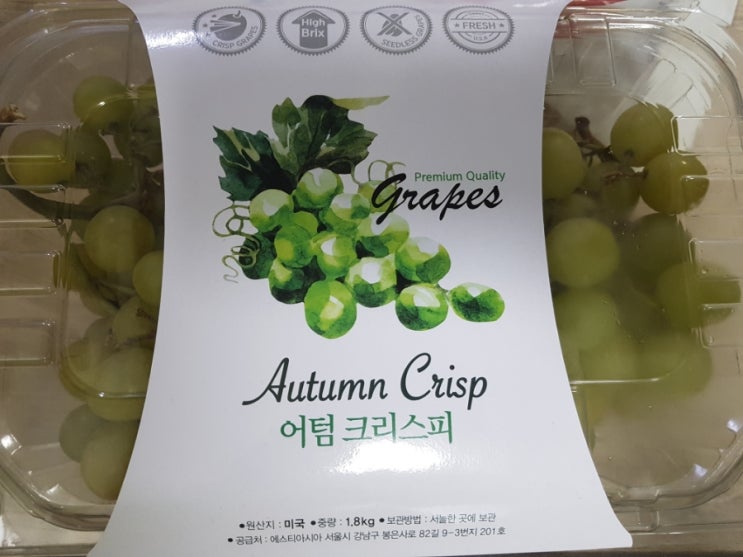 CRISP GRAPES
High
Brix
SEEDLESS GRAPES
FRESH
U.S.A
Premium Quality
Grapes
Autumn Crisp
어텀 크리스피
●원산지 : 미국 ●중량 : 1.8kg ●보관방법 : 서늘한 곳에 보관
●공급처 : 에스티아시아 서울시 강남구 봉은사로 82길 9-3번지 201호